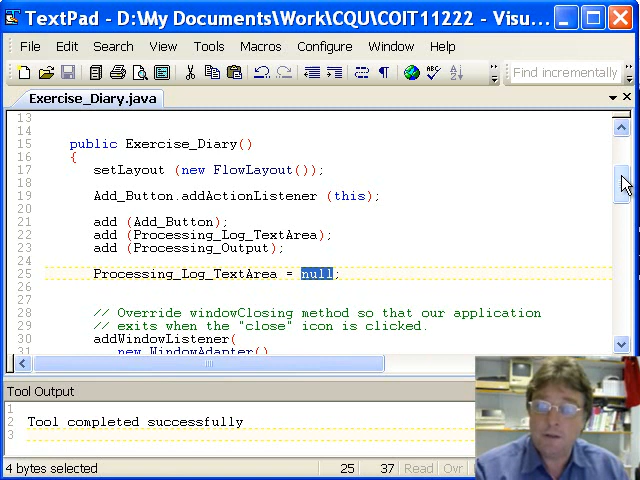 TextPad - D:\My Documents\Work\CQU\COIT11222 - Visu...
File Edit Search View Tools Macros Configure Window Help
Find incrementally
Exercise_Diary.java
13
14
15 public Exercise_Diary()
16 {
17 setLayout (new FlowLayout());
18
19 Add_Button.addActionListener (this);
20
21 add (Add_Button);
22 add (Processing_Log_TextArea);
23 add (Processing_Output);
24
25 Processing_Log_TextArea = null;
26
27
28 // Override windowClosing method so that our application
29 // exits when the "close" icon is clicked.
30 addWindowListener(
31 new WindowAdapter()
Tool Output
1
2 Tool completed successfully
3
4 bytes selected 25 37 Read Ovr